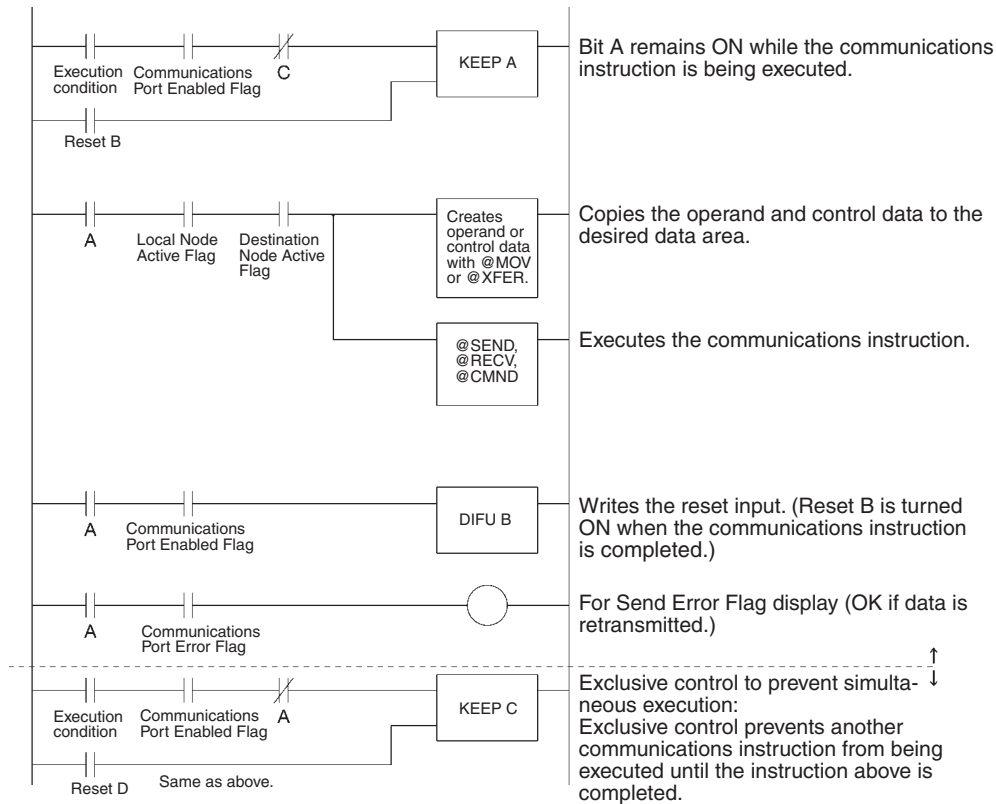 Execution
condition
Communications
Port Enabled Flag
C
KEEP A
Bit A remains ON while the communications
instruction is being executed.
Reset B
A
Local Node
Active Flag
Destination
Node Active
Flag
Creates
operand or
control data
with @MOV
or @XFER.
Copies the operand and control data to the
desired data area.
@SEND,
@RECV,
@CMND
Executes the communications instruction.
A
Communications
Port Enabled Flag
DIFU B
Writes the reset input. (Reset B is turned
ON when the communications instruction
is completed.)
A
Communications
Port Error Flag
For Send Error Flag display (OK if data is
retransmitted.)
Execution
condition
Communications
Port Enabled Flag
A
KEEP C
Exclusive control to prevent simulta-
neous execution:
Exclusive control prevents another
communications instruction from being
executed until the instruction above is
completed.
Reset D
Same as above.